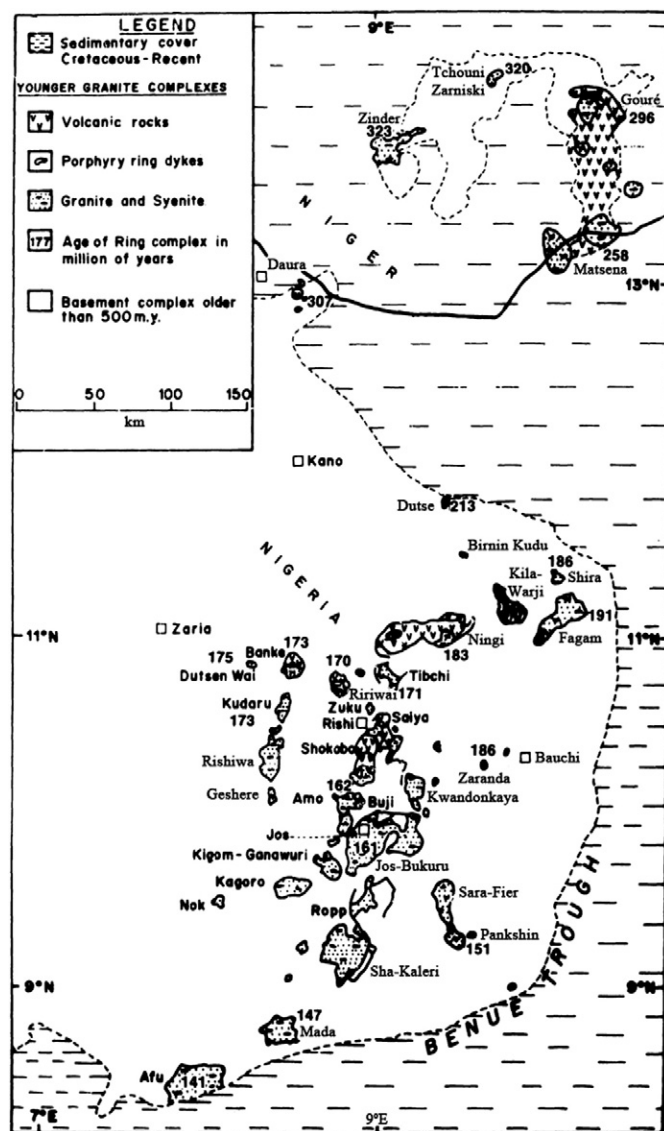 LEGEND
Sedimentary cover
Cretaceous-Recent
YOUNGER GRANITE COMPLEXES
Volcanic rocks
Porphyry ring dykes
Granite and Syenite
177
Age of Ring complex in
million of years
Basement complex older
than 500 m.y.
0 50 100 150
km
9°E
Tchouni
Zarniski
320
Gouré
296
Zinder
323
NIGER
Daura
307
258
Matsena
13°N
Kano
Dutse
213
Birnin Kudu
NIGERIA
186
Shira
Kila-
Warji
191
Fagam
11°N
Zaria
Ningi
183
11°N
175
Dutsen Wai
Banke
173
170
Ririwai
Tibchi
171
Kudaru
173
Zuku
Rishi
Saiya
Shokobo
Rishiwa
186
Zaranda
Bauchi
Geshere
162
Amo
Buji
Kwandonkaya
Jos
161
Jos-Bukuru
Kigom-Ganawuri
Kagoro
Nok
Ropp
Sara-Fier
Pankshin
151
Sha-Kaleri
9°N
9°N
BENUE TROUGH
147
Mada
Afu
141
7°E
9°E